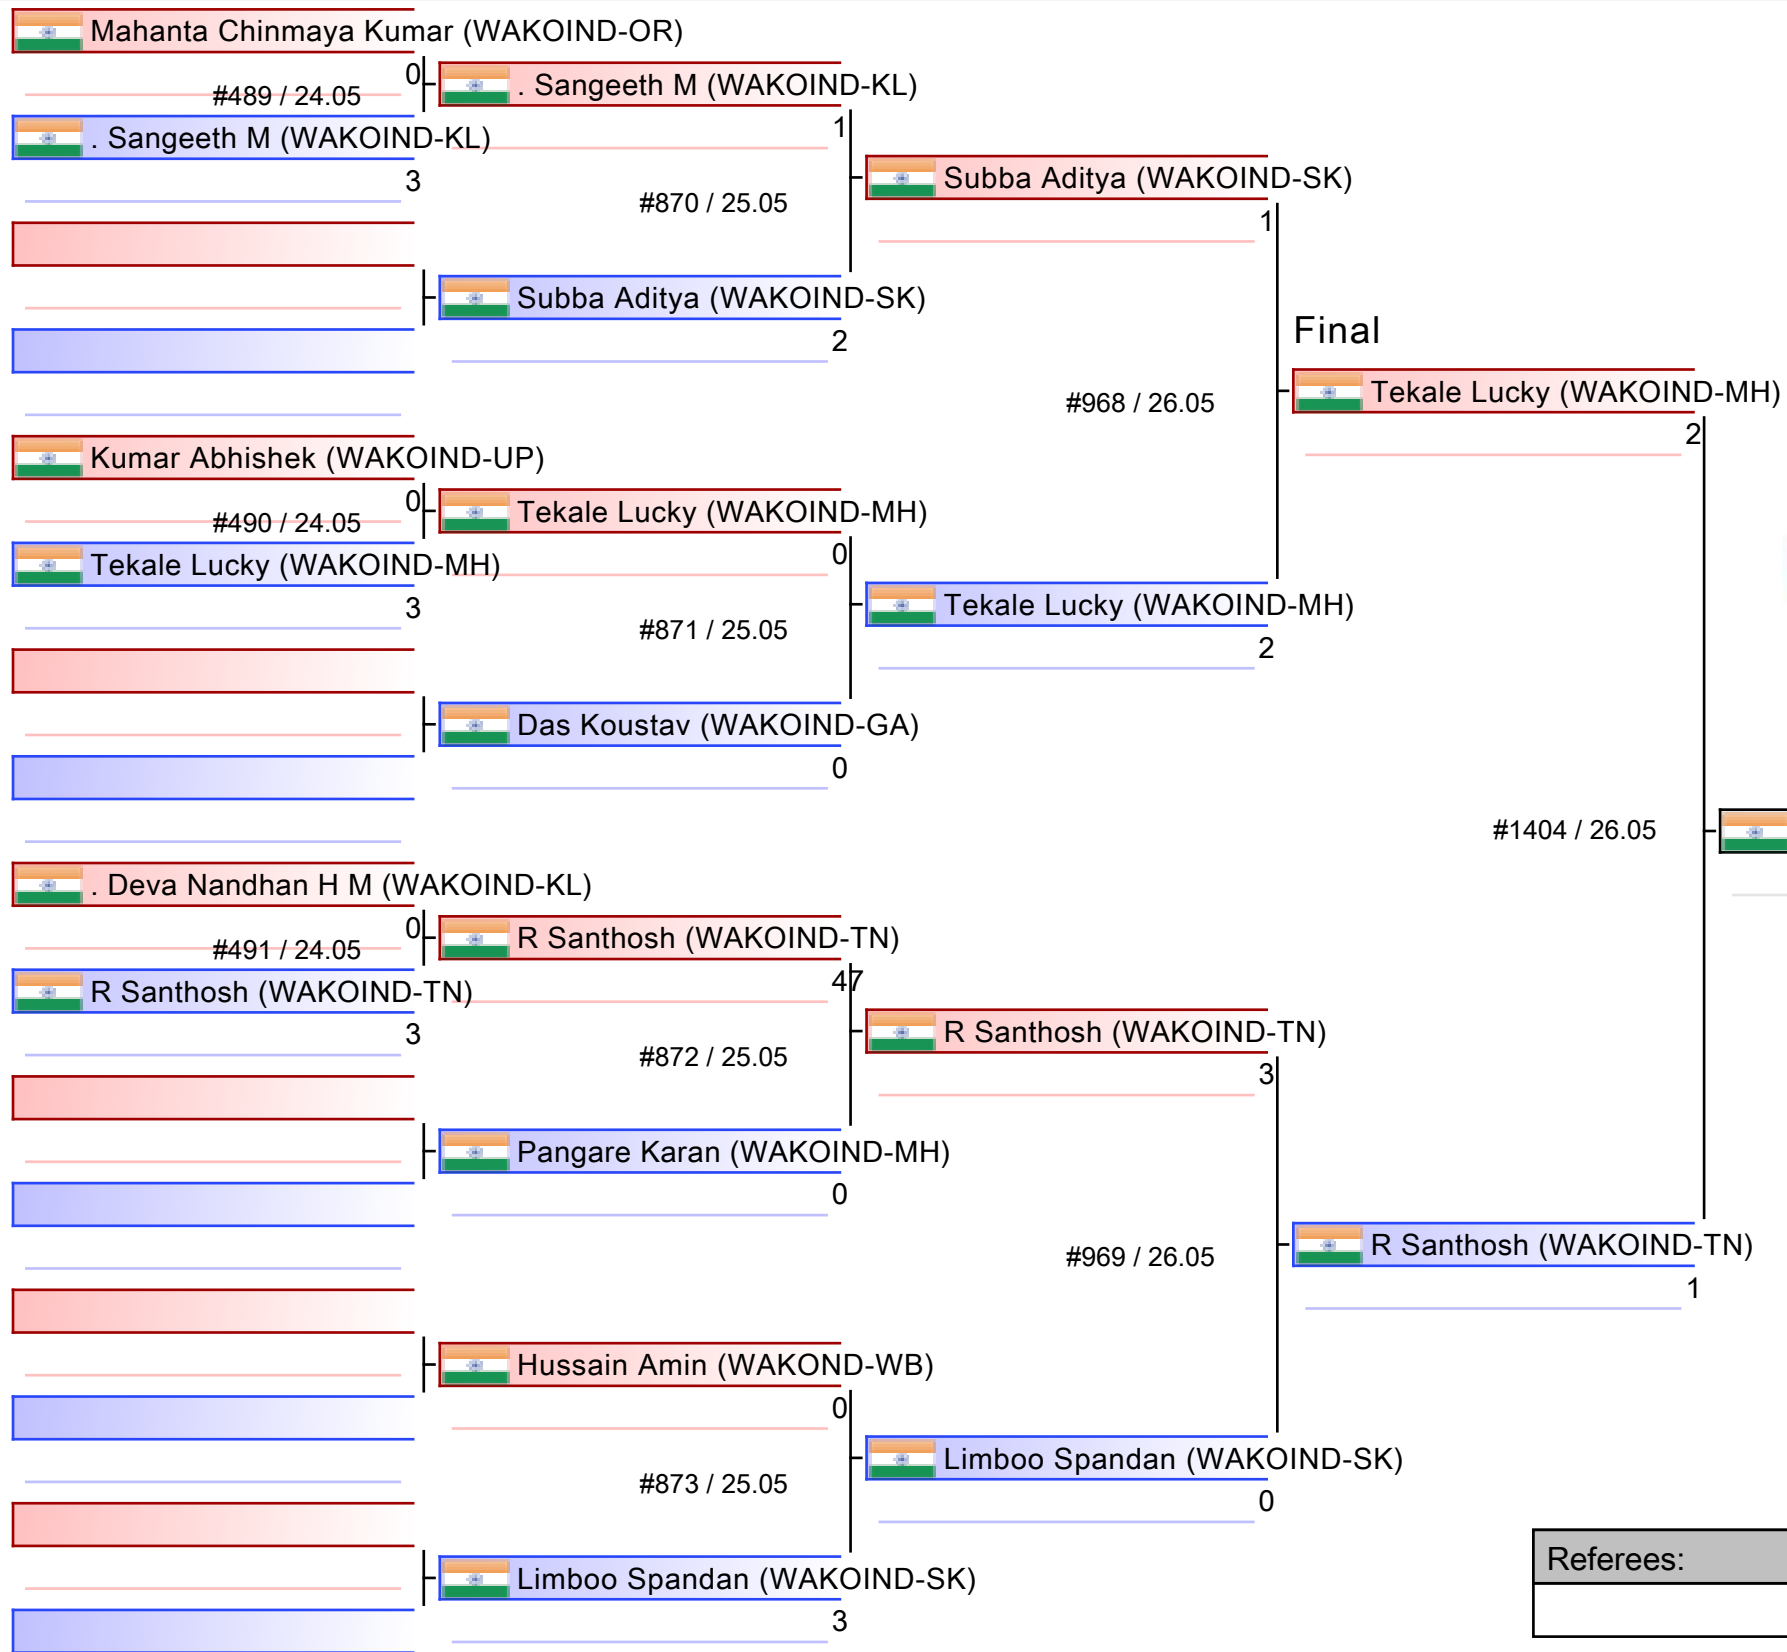 Mahanta Chinmaya Kumar (WAKOIND-OR)
0
#489 / 24.05
. Sangeeth M (WAKOIND-KL)
3
Kumar Abhishek (WAKOIND-UP)
0
#490 / 24.05
Tekale Lucky (WAKOIND-MH)
3
. Deva Nandhan H M (WAKOIND-KL)
0
#491 / 24.05
R Santhosh (WAKOIND-TN)
3
. Sangeeth M (WAKOIND-KL)
1
#870 / 25.05
Subba Aditya (WAKOIND-SK)
2
Tekale Lucky (WAKOIND-MH)
0
#871 / 25.05
Das Koustav (WAKOIND-GA)
0
R Santhosh (WAKOIND-TN)
47
#872 / 25.05
Pangare Karan (WAKOIND-MH)
0
Hussain Amin (WAKOND-WB)
0
#873 / 25.05
Limboo Spandan (WAKOIND-SK)
3
Subba Aditya (WAKOIND-SK)
1
#968 / 26.05
Tekale Lucky (WAKOIND-MH)
2
R Santhosh (WAKOIND-TN)
3
#969 / 26.05
Limboo Spandan (WAKOIND-SK)
0
Final
Tekale Lucky (WAKOIND-MH)
2
#1404 / 26.05
R Santhosh (WAKOIND-TN)
1
Referees: